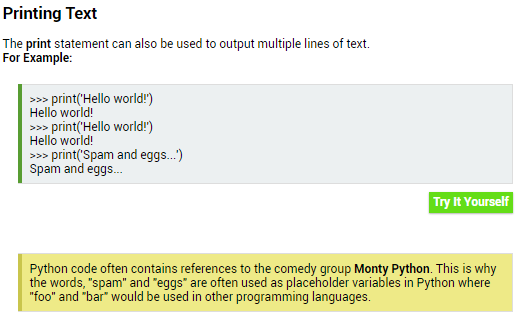 Printing Text
The print statement can also be used to output multiple lines of text.
For Example:
>>> print('Hello world!')
Hello world!
>>> print('Hello world!')
Hello world!
>>> print('Spam and eggs...')
Spam and eggs...
Try It Yourself
Python code often contains references to the comedy group Monty Python. This is why
the words, "spam" and "eggs" are often used as placeholder variables in Python where
"foo" and "bar" would be used in other programming languages.